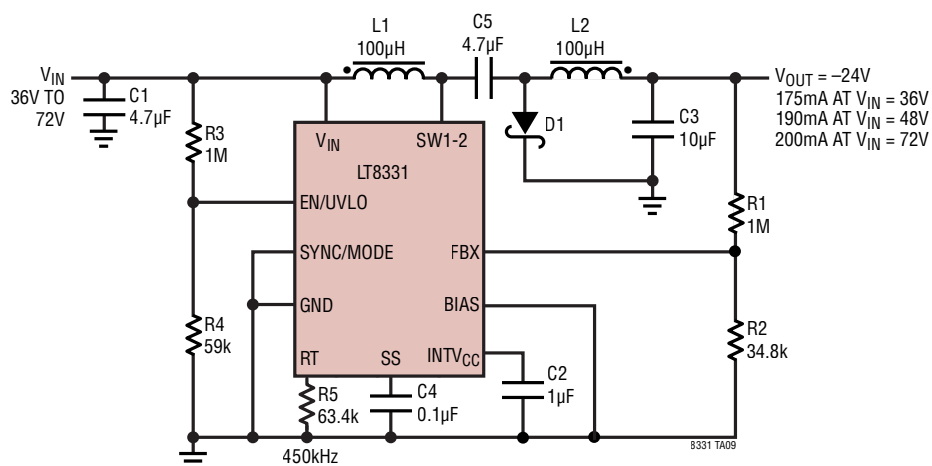 L1
100µH
C5
4.7µF
L2
100µH
VIN
36V TO
72V
C1
4.7µF
R3
1M
VIN
SW1-2
LT8331
D1
C3
10µF
VOUT = –24V
175mA AT VIN = 36V
190mA AT VIN = 48V
200mA AT VIN = 72V
EN/UVLO
R1
1M
SYNC/MODE
FBX
GND
BIAS
R4
59k
R2
34.8k
RT
SS
INTVCC
R5
63.4k
C4
0.1µF
C2
1µF
450kHz
8331 TA09